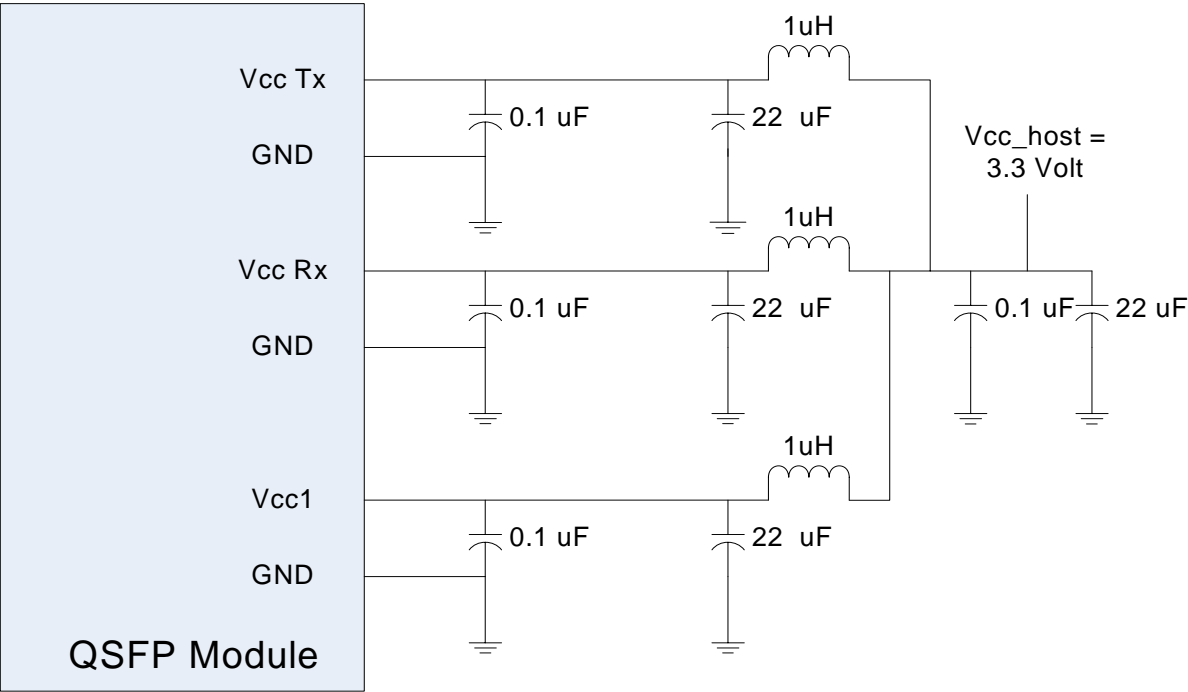 1uH
Vcc Tx
0.1 uF
22 uF
Vcc_host =
3.3 Volt
GND
1uH
Vcc Rx
0.1 uF
22 uF
0.1 uF
22 uF
GND
1uH
Vcc1
0.1 uF
22 uF
GND
QSFP Module